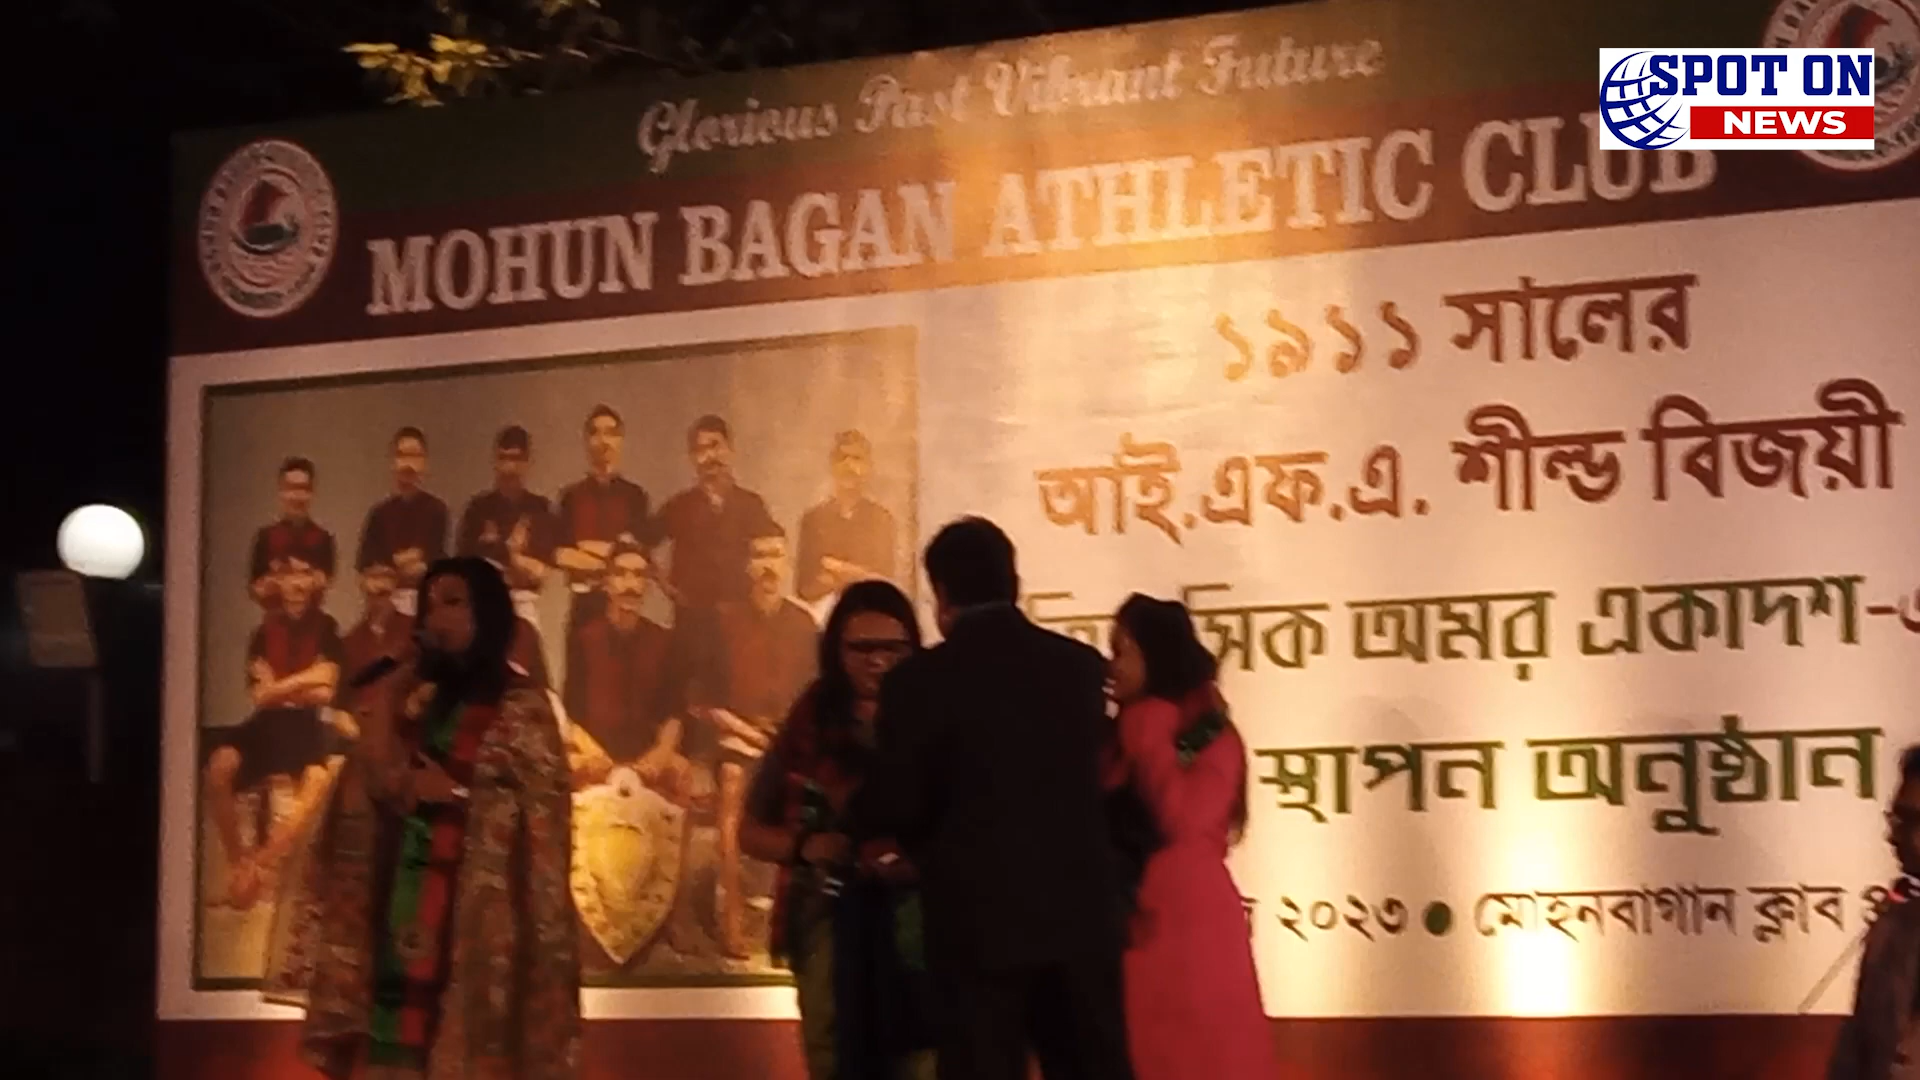 Glorious Past Vibrant Future
SPOT ON
NEWS
MOHUN BAGAN ATHLETIC CLUB
১৯১১ সালের
আই.এফ.এ. শীল্ড বিজয়ী
অমর একাদশ-
স্থাপন অনুষ্ঠান
২০২৩ ● মোহনবাগান ক্লাব